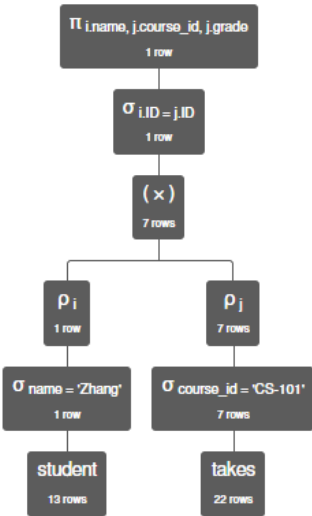 π i.name, j.course_id, j.grade
1 row
σ i.ID = j.ID
1 row
( × )
7 rows
ρ i
1 row
ρ j
7 rows
σ name = 'Zhang'
1 row
σ course_id = 'CS-101'
7 rows
student
13 rows
takes
22 rows